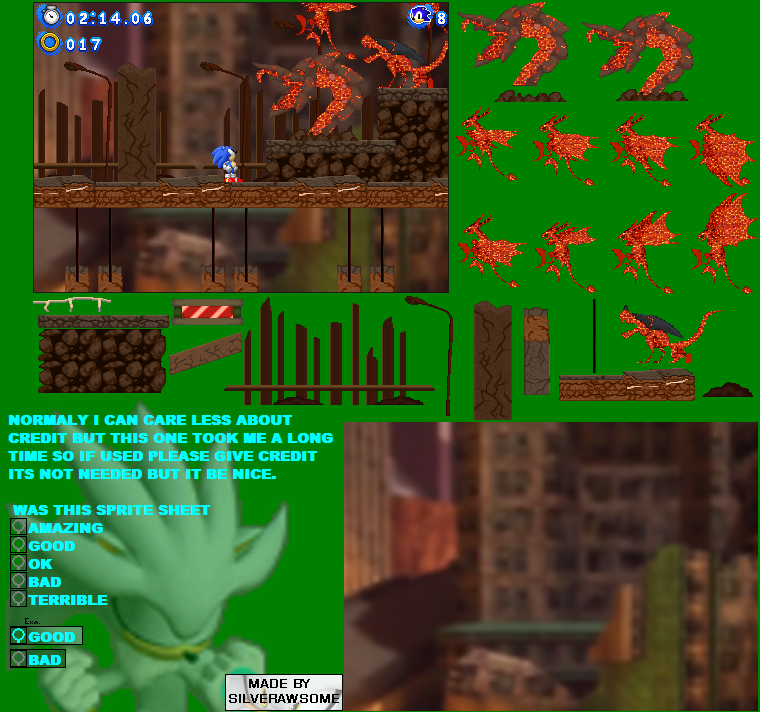 02:14.06
8
017
NORMALY I CAN CARE LESS ABOUT
CREDIT BUT THIS ONE TOOK ME A LONG
TIME SO IF USED PLEASE GIVE CREDIT
ITS NOT NEEDED BUT IT BE NICE.
WAS THIS SPRITE SHEET
AMAZING
GOOD
OK
BAD
TERRIBLE
Exa.
GOOD
BAD
MADE BY
SILVERAWSOME